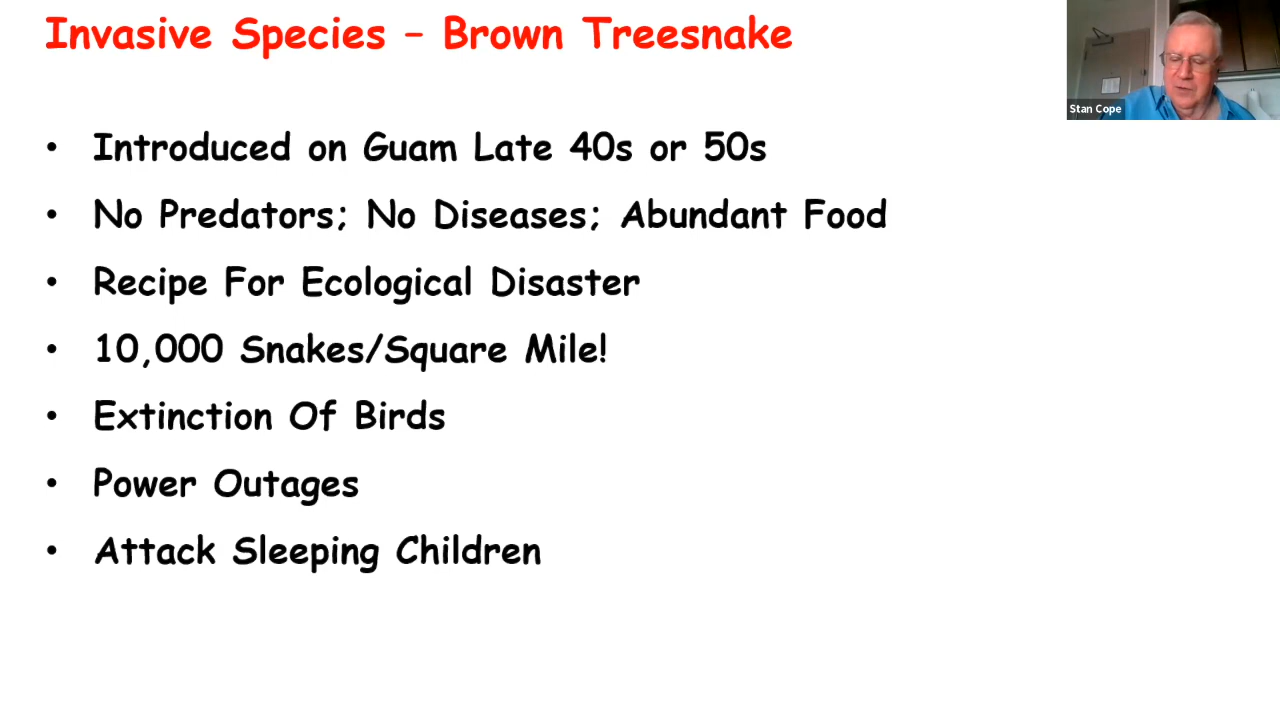 Invasive Species – Brown Treesnake
Stan Cope
• Introduced on Guam Late 40s or 50s
• No Predators; No Diseases; Abundant Food
• Recipe For Ecological Disaster
• 10,000 Snakes/Square Mile!
• Extinction Of Birds
• Power Outages
• Attack Sleeping Children